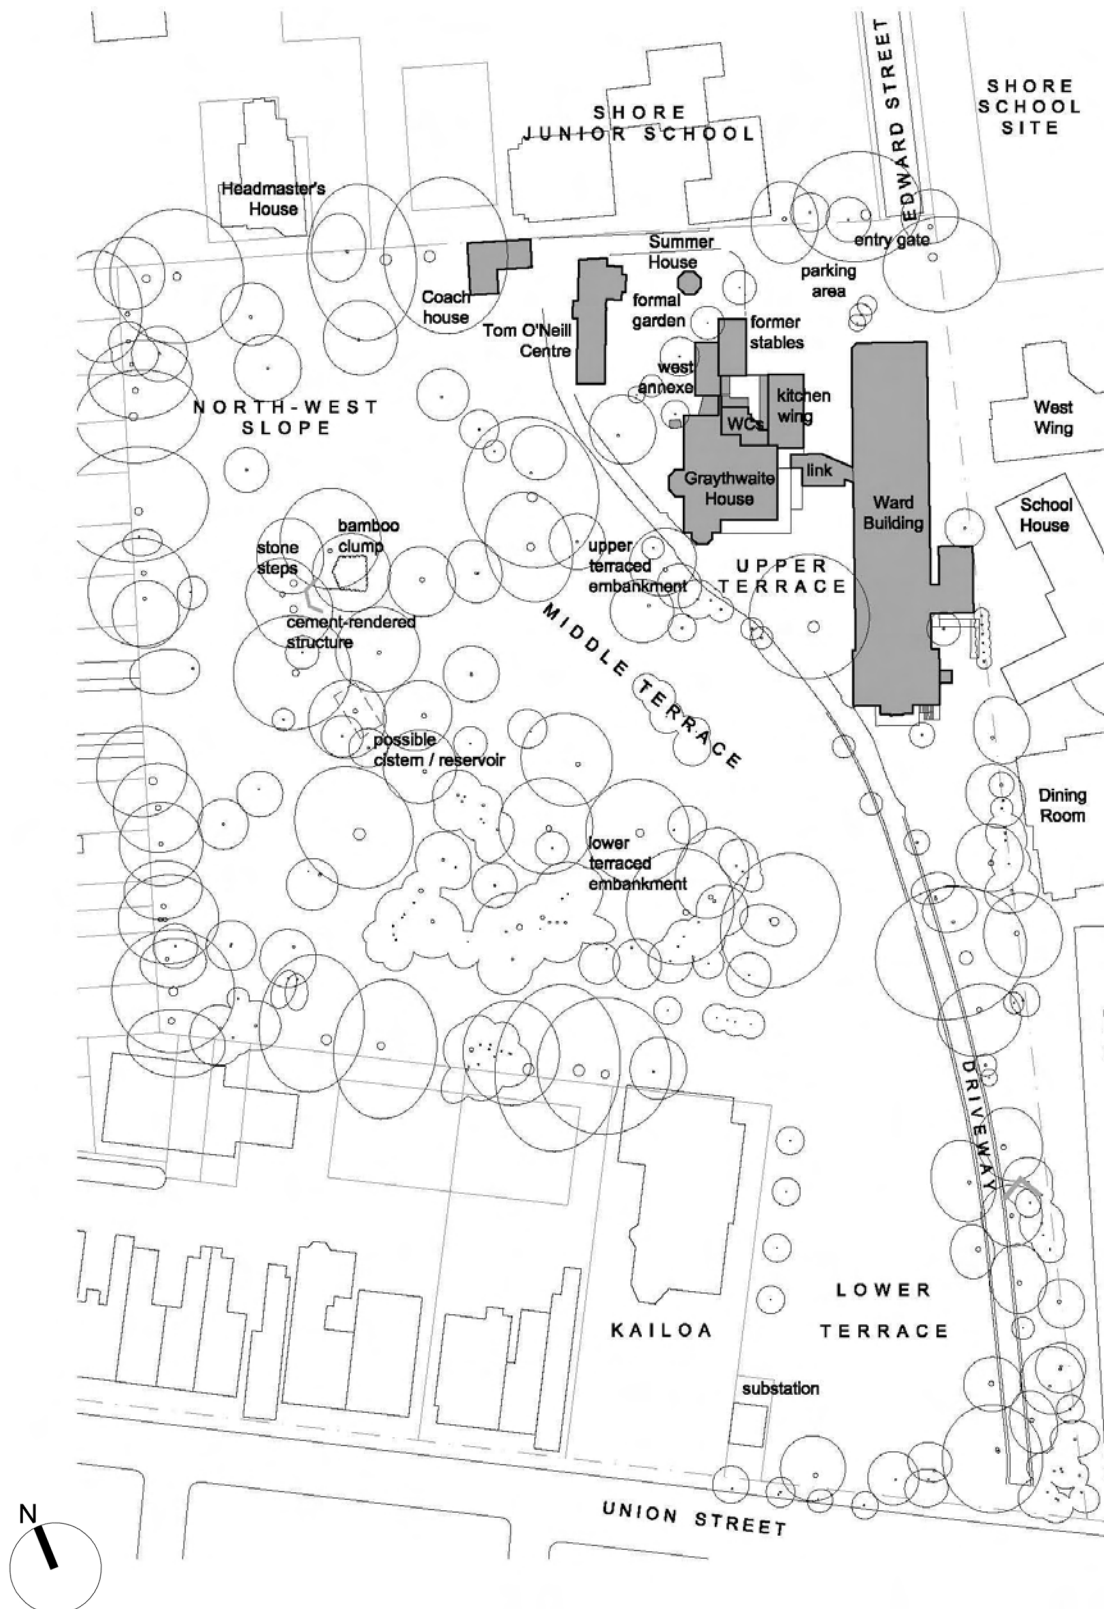 SHORE
JUNIOR SCHOOL
EDWARD STREET
SHORE
SCHOOL
SITE
Headmaster's
House
Summer
House
entry gate
parking
area
Coach
house
formal
garden
Tom O'Neill
Centre
former
stables
west
annexe
kitchen
wing
WCs
NORTH-WEST
SLOPE
West
Wing
Graythwaite
House
link
Ward
Building
School
House
bamboo
clump
stone
steps
upper
terraced
embankment
UPPER
TERRACE
cement-rendered
structure
MIDDLE TERRACE
possible
cistern / reservoir
Dining
Room
lower
terraced
embankment
DRIVEWAY
LOWER
TERRACE
KAILOA
substation
UNION STREET
N